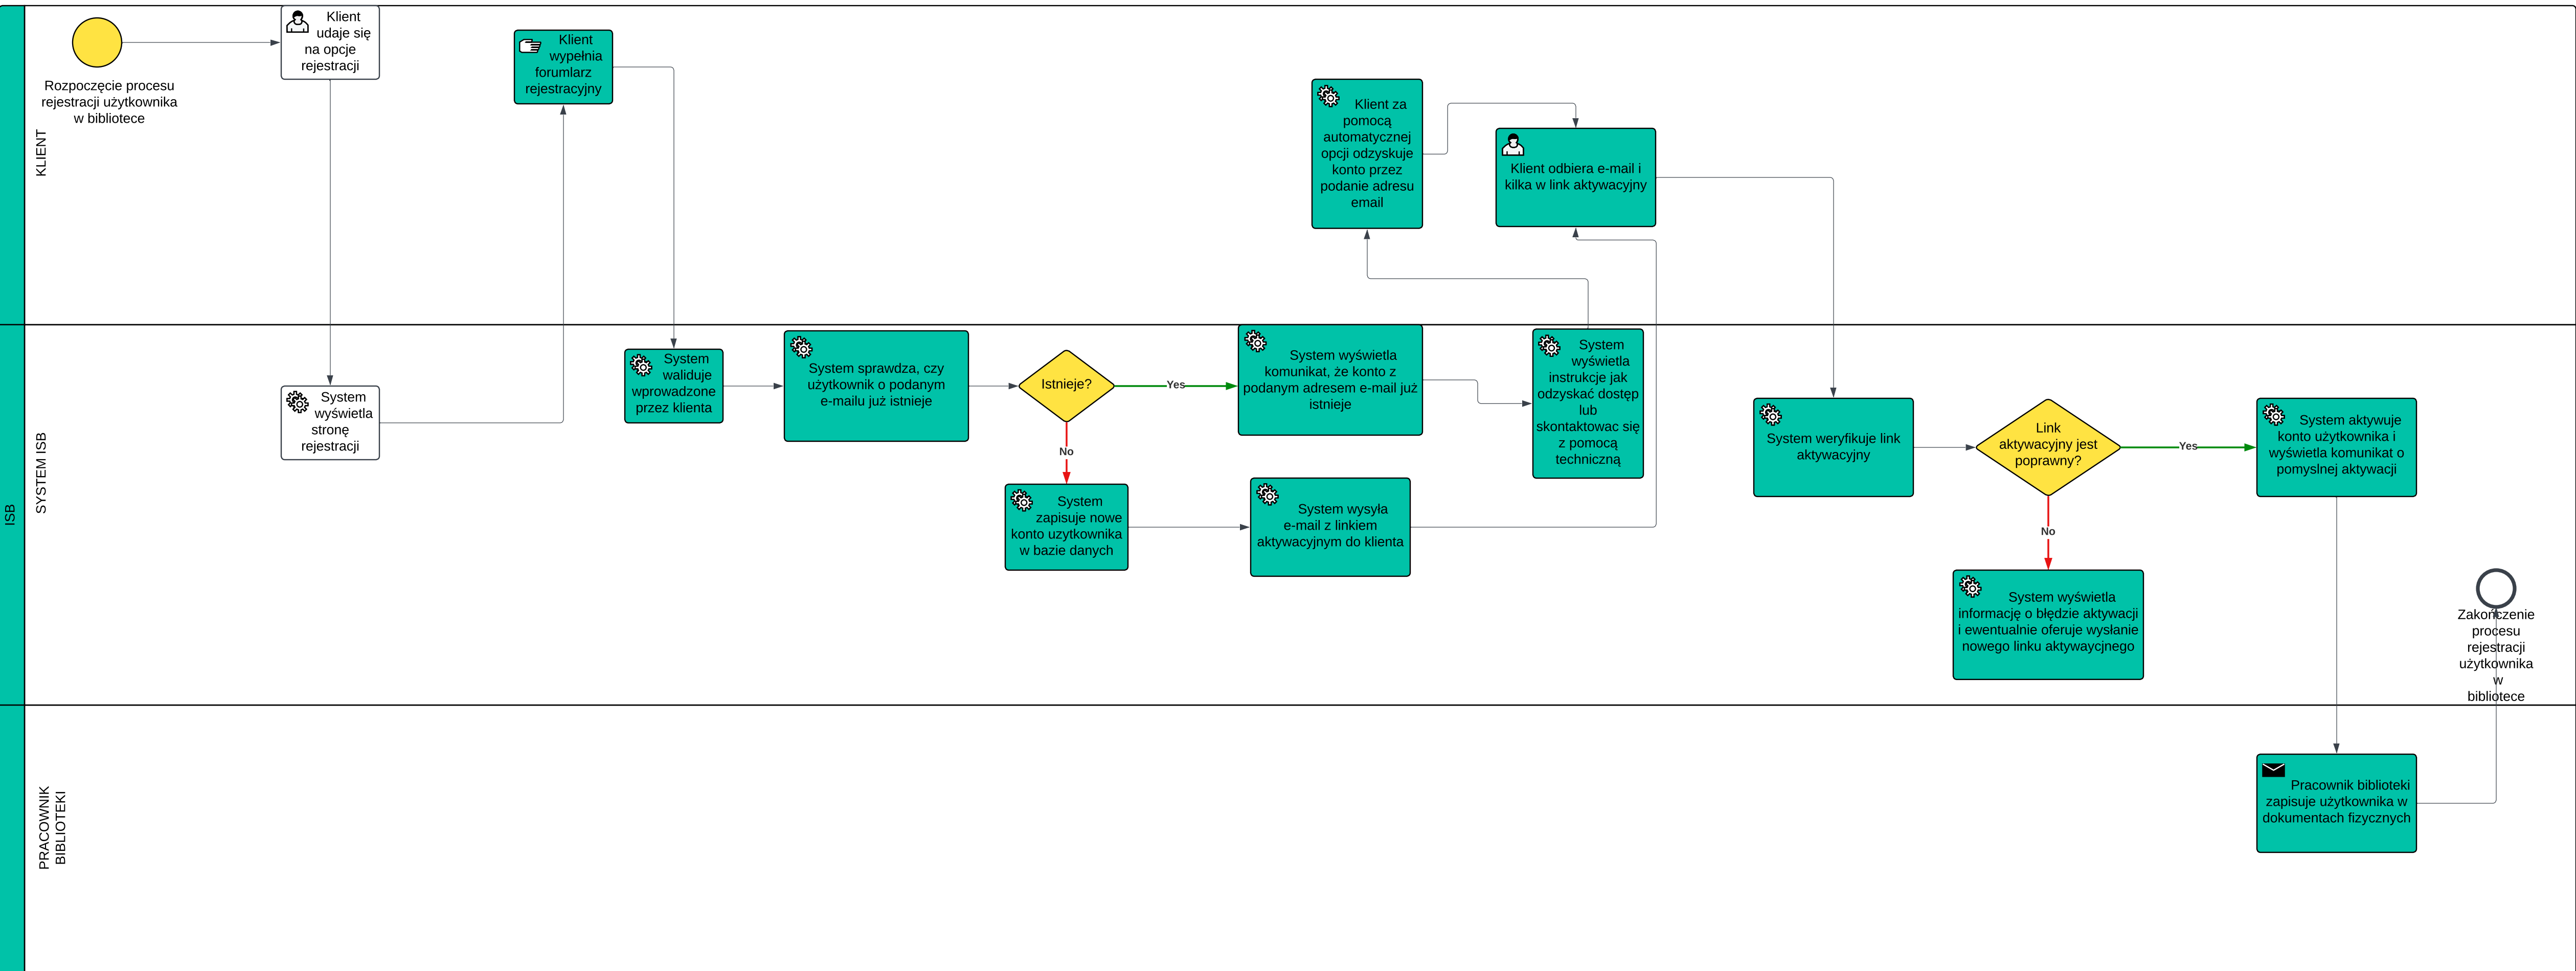 Klient
udaje się
na opcje
rejestracji
Rozpoczęcie procesu
rejestracji użytkownika
w bibliotece
Klient
wypełnia
forumlarz
rejestracyjny
Klient za
pomocą
automatycznej
opcji odzyskuje
konto przez
podanie adresu
email
Klient odbiera e-mail i
kilka w link aktywacyjny
KLIENT
System
wyświetla
stronę
rejestracji
System
waliduje
wprowadzone
przez klienta
System sprawdza, czy
użytkownik o podanym
e-mailu już istnieje
Istnieje?
Yes
No
System wyświetla
komunikat, że konto z
podanym adresem e-mail już
istnieje
System
wyświetla
instrukcje jak
odzyskać dostęp
lub
skontaktowac się
z pomocą
techniczną
System
zapisuje nowe
konto uzytkownika
w bazie danych
System wysyła
e-mail z linkiem
aktywacyjnym do klienta
System weryfikuje link
aktywacyjny
Link
aktywacyjny jest
poprawny?
Yes
No
System aktywuje
konto użytkownika i
wyświetla komunikat o
pomyslnej aktywacji
System wyświetla
informację o błędzie aktywacji
i ewentualnie oferuje wysłanie
nowego linku aktywaycjnego
Zakończenie
procesu
rejestracji
użytkownika
w
bibliotece
SYSTEM ISB
ISB
Pracownik biblioteki
zapisuje użytkownika w
dokumentach fizycznych
PRACOWNIK
BIBLIOTEKI